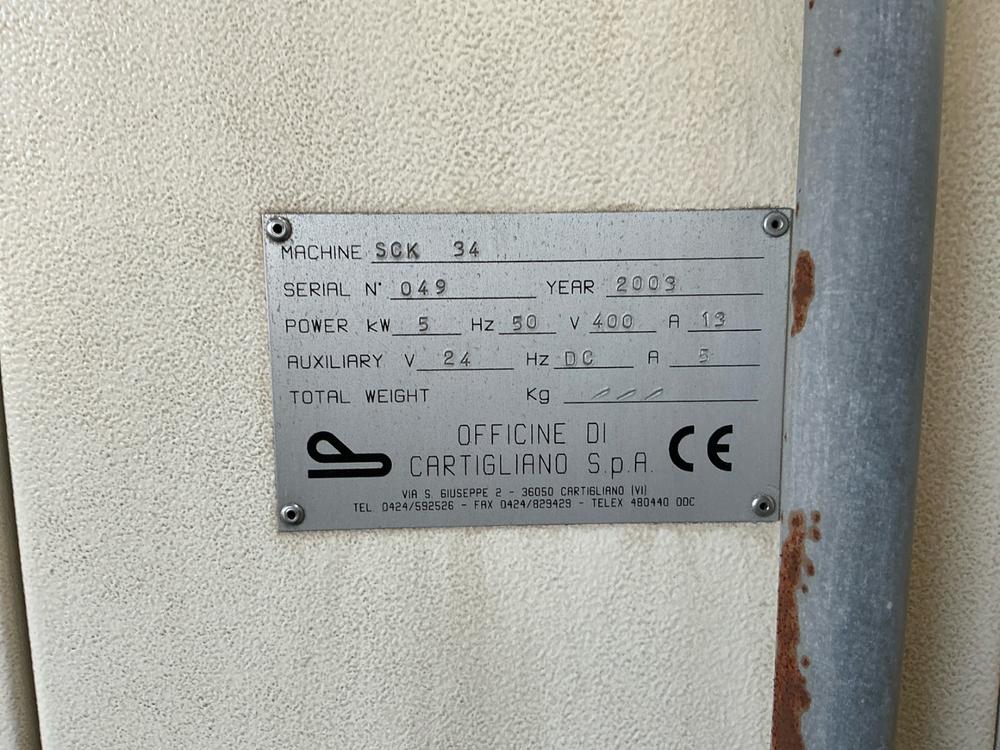 MACHINE SCK 34
SERIAL N° 049 YEAR 2003
POWER KW 5 Hz 50 V 400 A 13
AUXILIARY V 24 Hz DC A 5
TOTAL WEIGHT Kg ///
OFFICINE DI
CARTIGLIANO S.p.A. CE
VIA S. GIUSEPPE 2 - 36050 CARTIGLIANO (VI)
TEL. 0424/592526 - FAX 0424/829429 - TELEX 480440 ODC